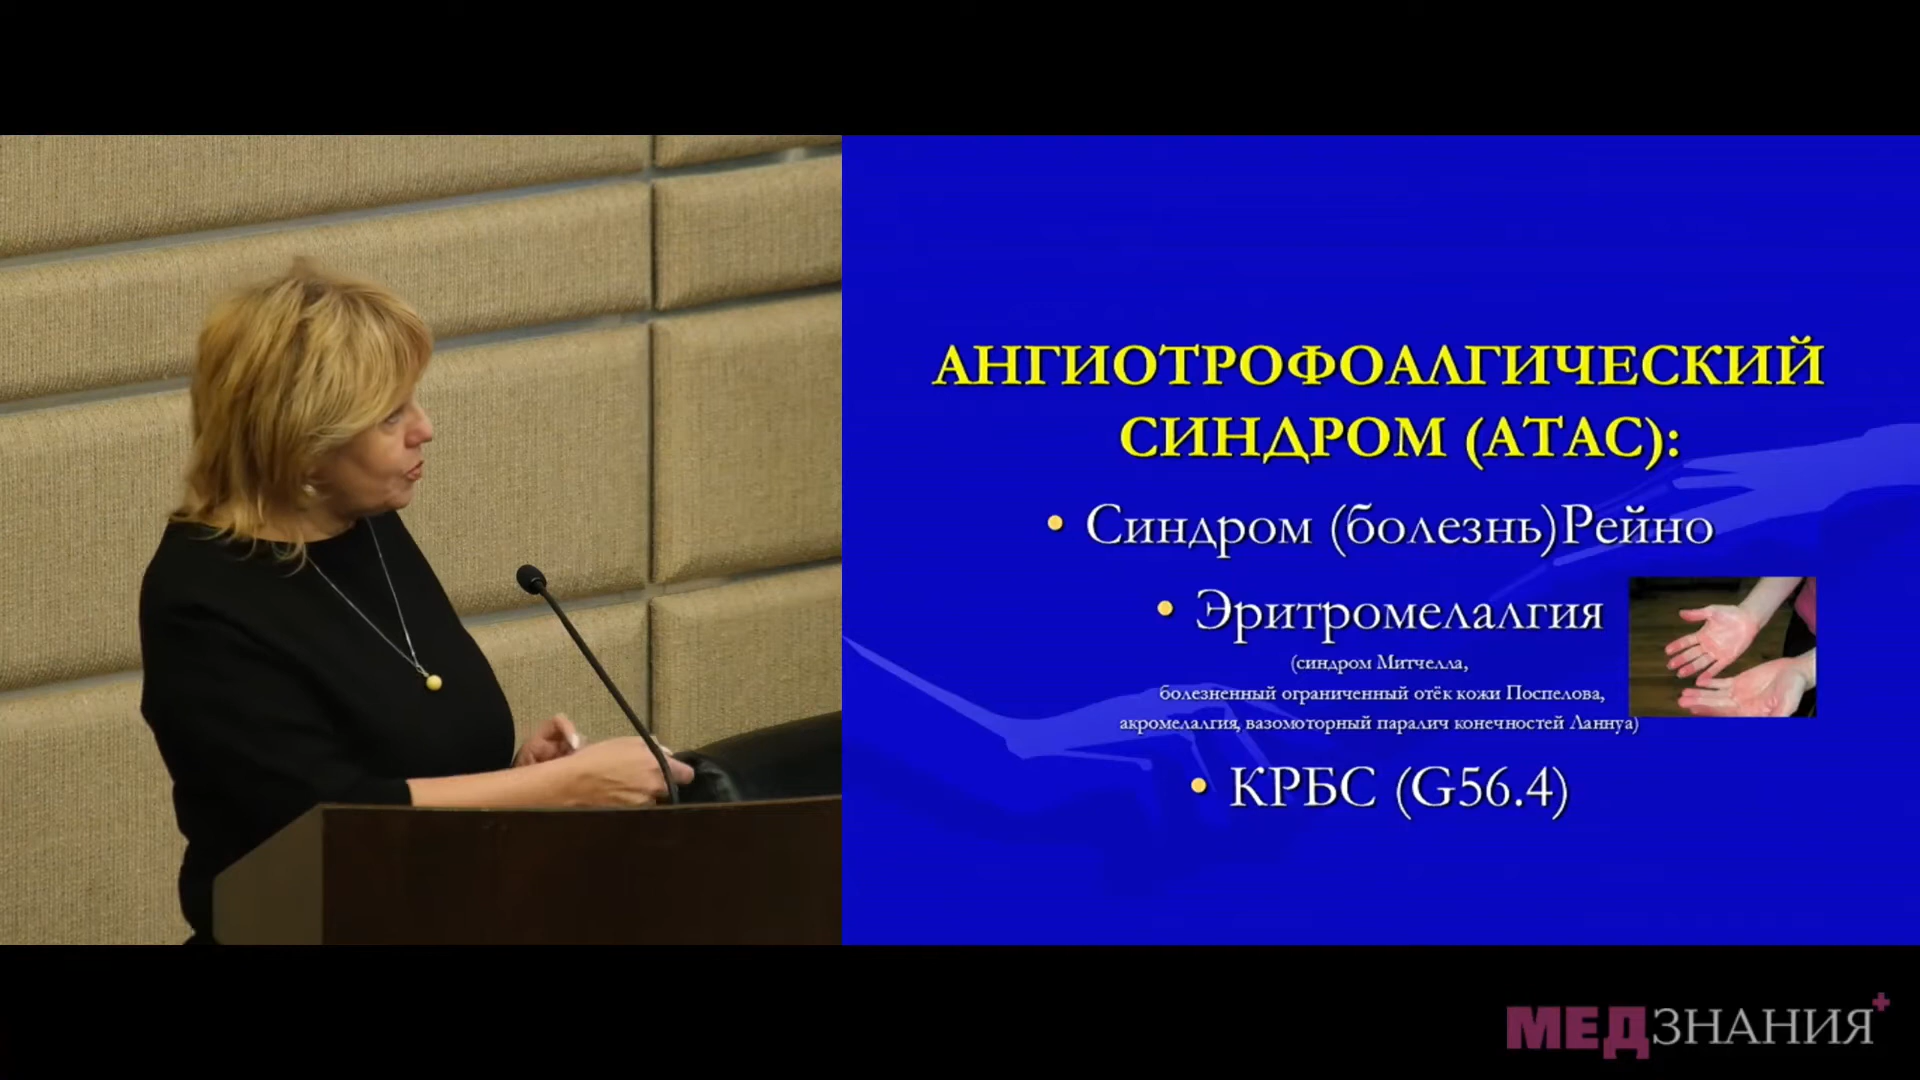 АНГИОТРОФОАЛГИЧЕСКИЙ
СИНДРОМ (АТАС):
• Синдром (болезнь)Рейно
• Эритромелалгия
(синдром Митчелла,
болезненный ограниченный отёк кожи Поспелова,
акромелалгия, вазомоторный паралич конечностей Ланнуа)
• КРБС (G56.4)
МЕДЗНАНИЯ+